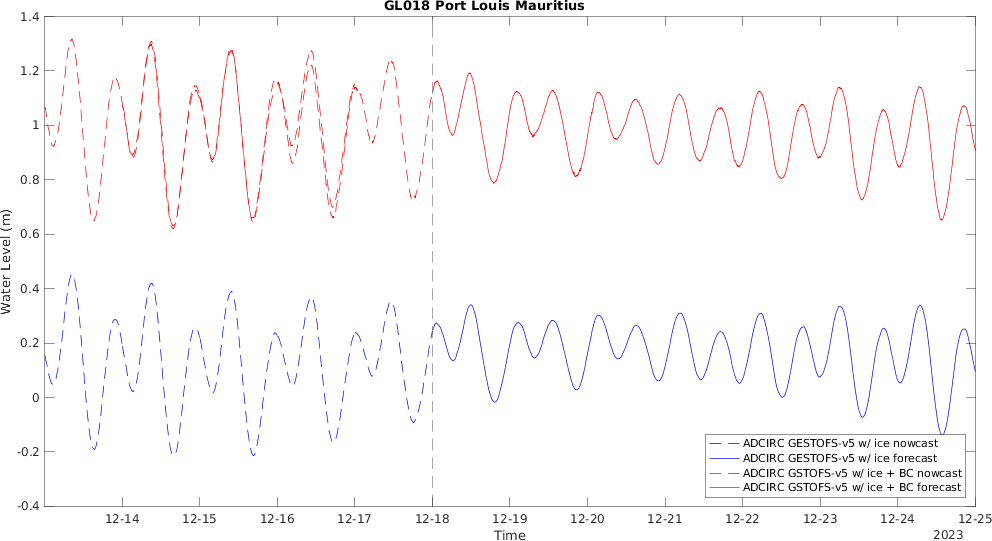 GL018 Port Louis Mauritius
1.4
1.2
1
0.8
0.6
0.4
0.2
0
-0.2
-0.4
Water Level (m)
ADCIRC GESTOFS-v5 w/ ice nowcast
ADCIRC GESTOFS-v5 w/ ice forecast
ADCIRC GSTOFS-v5 w/ ice + BC nowcast
ADCIRC GSTOFS-v5 w/ ice + BC forecast
12-14 12-15 12-16 12-17 12-18 12-19 12-20 12-21 12-22 12-23 12-24 12-25
Time
2023